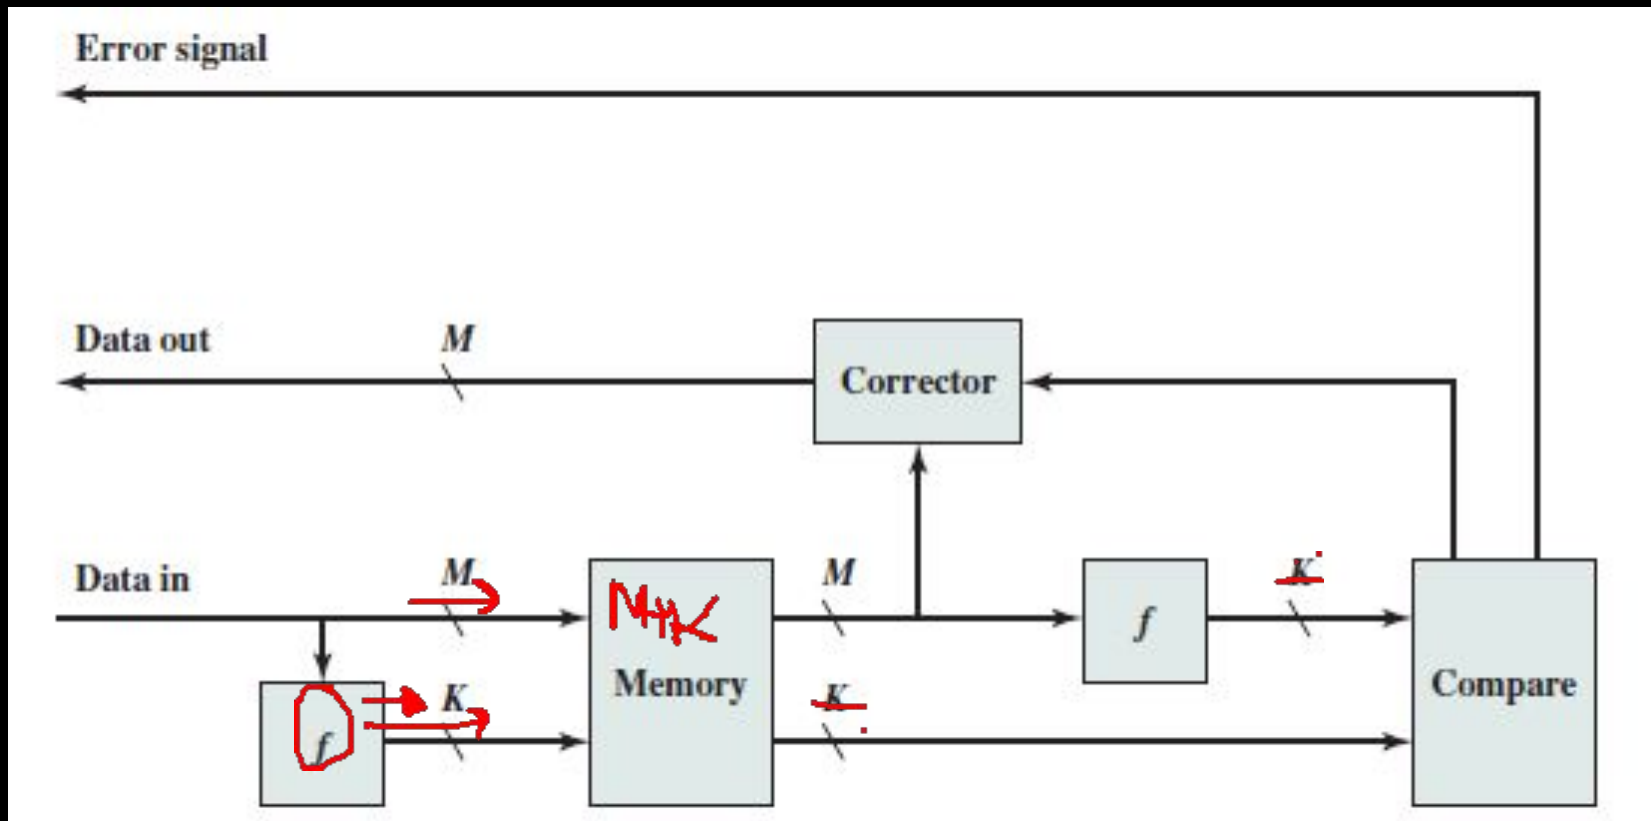 Error signal
Data out M
Corrector
Data in M M K
M+K
f
Memory Compare
f K K